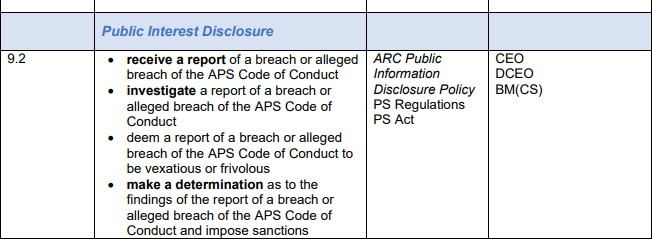 Public Interest Disclosure
9.2
• receive a report of a breach or alleged
breach of the APS Code of Conduct
• investigate a report of a breach or
alleged breach of the APS Code of
Conduct
• deem a report of a breach or alleged
breach of the APS Code of Conduct to
be vexatious or frivolous
• make a determination as to the
findings of the report of a breach or
alleged breach of the APS Code of
Conduct and impose sanctions
ARC Public
Information
Disclosure Policy
PS Regulations
PS Act
CEO
DCEO
BM(CS)